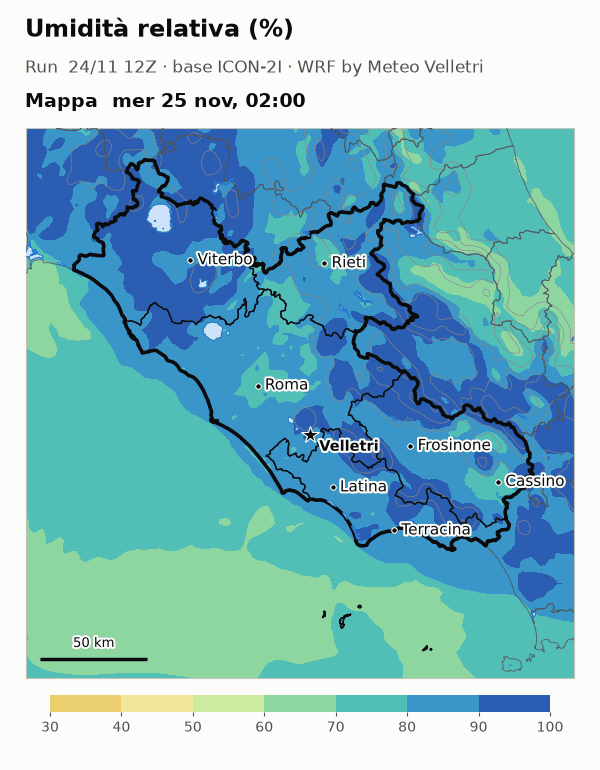 Umidità relativa (%)
Run  24/11 12Z · base ICON-2I · WRF by Meteo Velletri
Mappa  mer 25 nov, 02:00
Viterbo
Rieti
Roma
Velletri
Frosinone
Cassino
Latina
Terracina
50 km
30 40 50 60 70 80 90 100